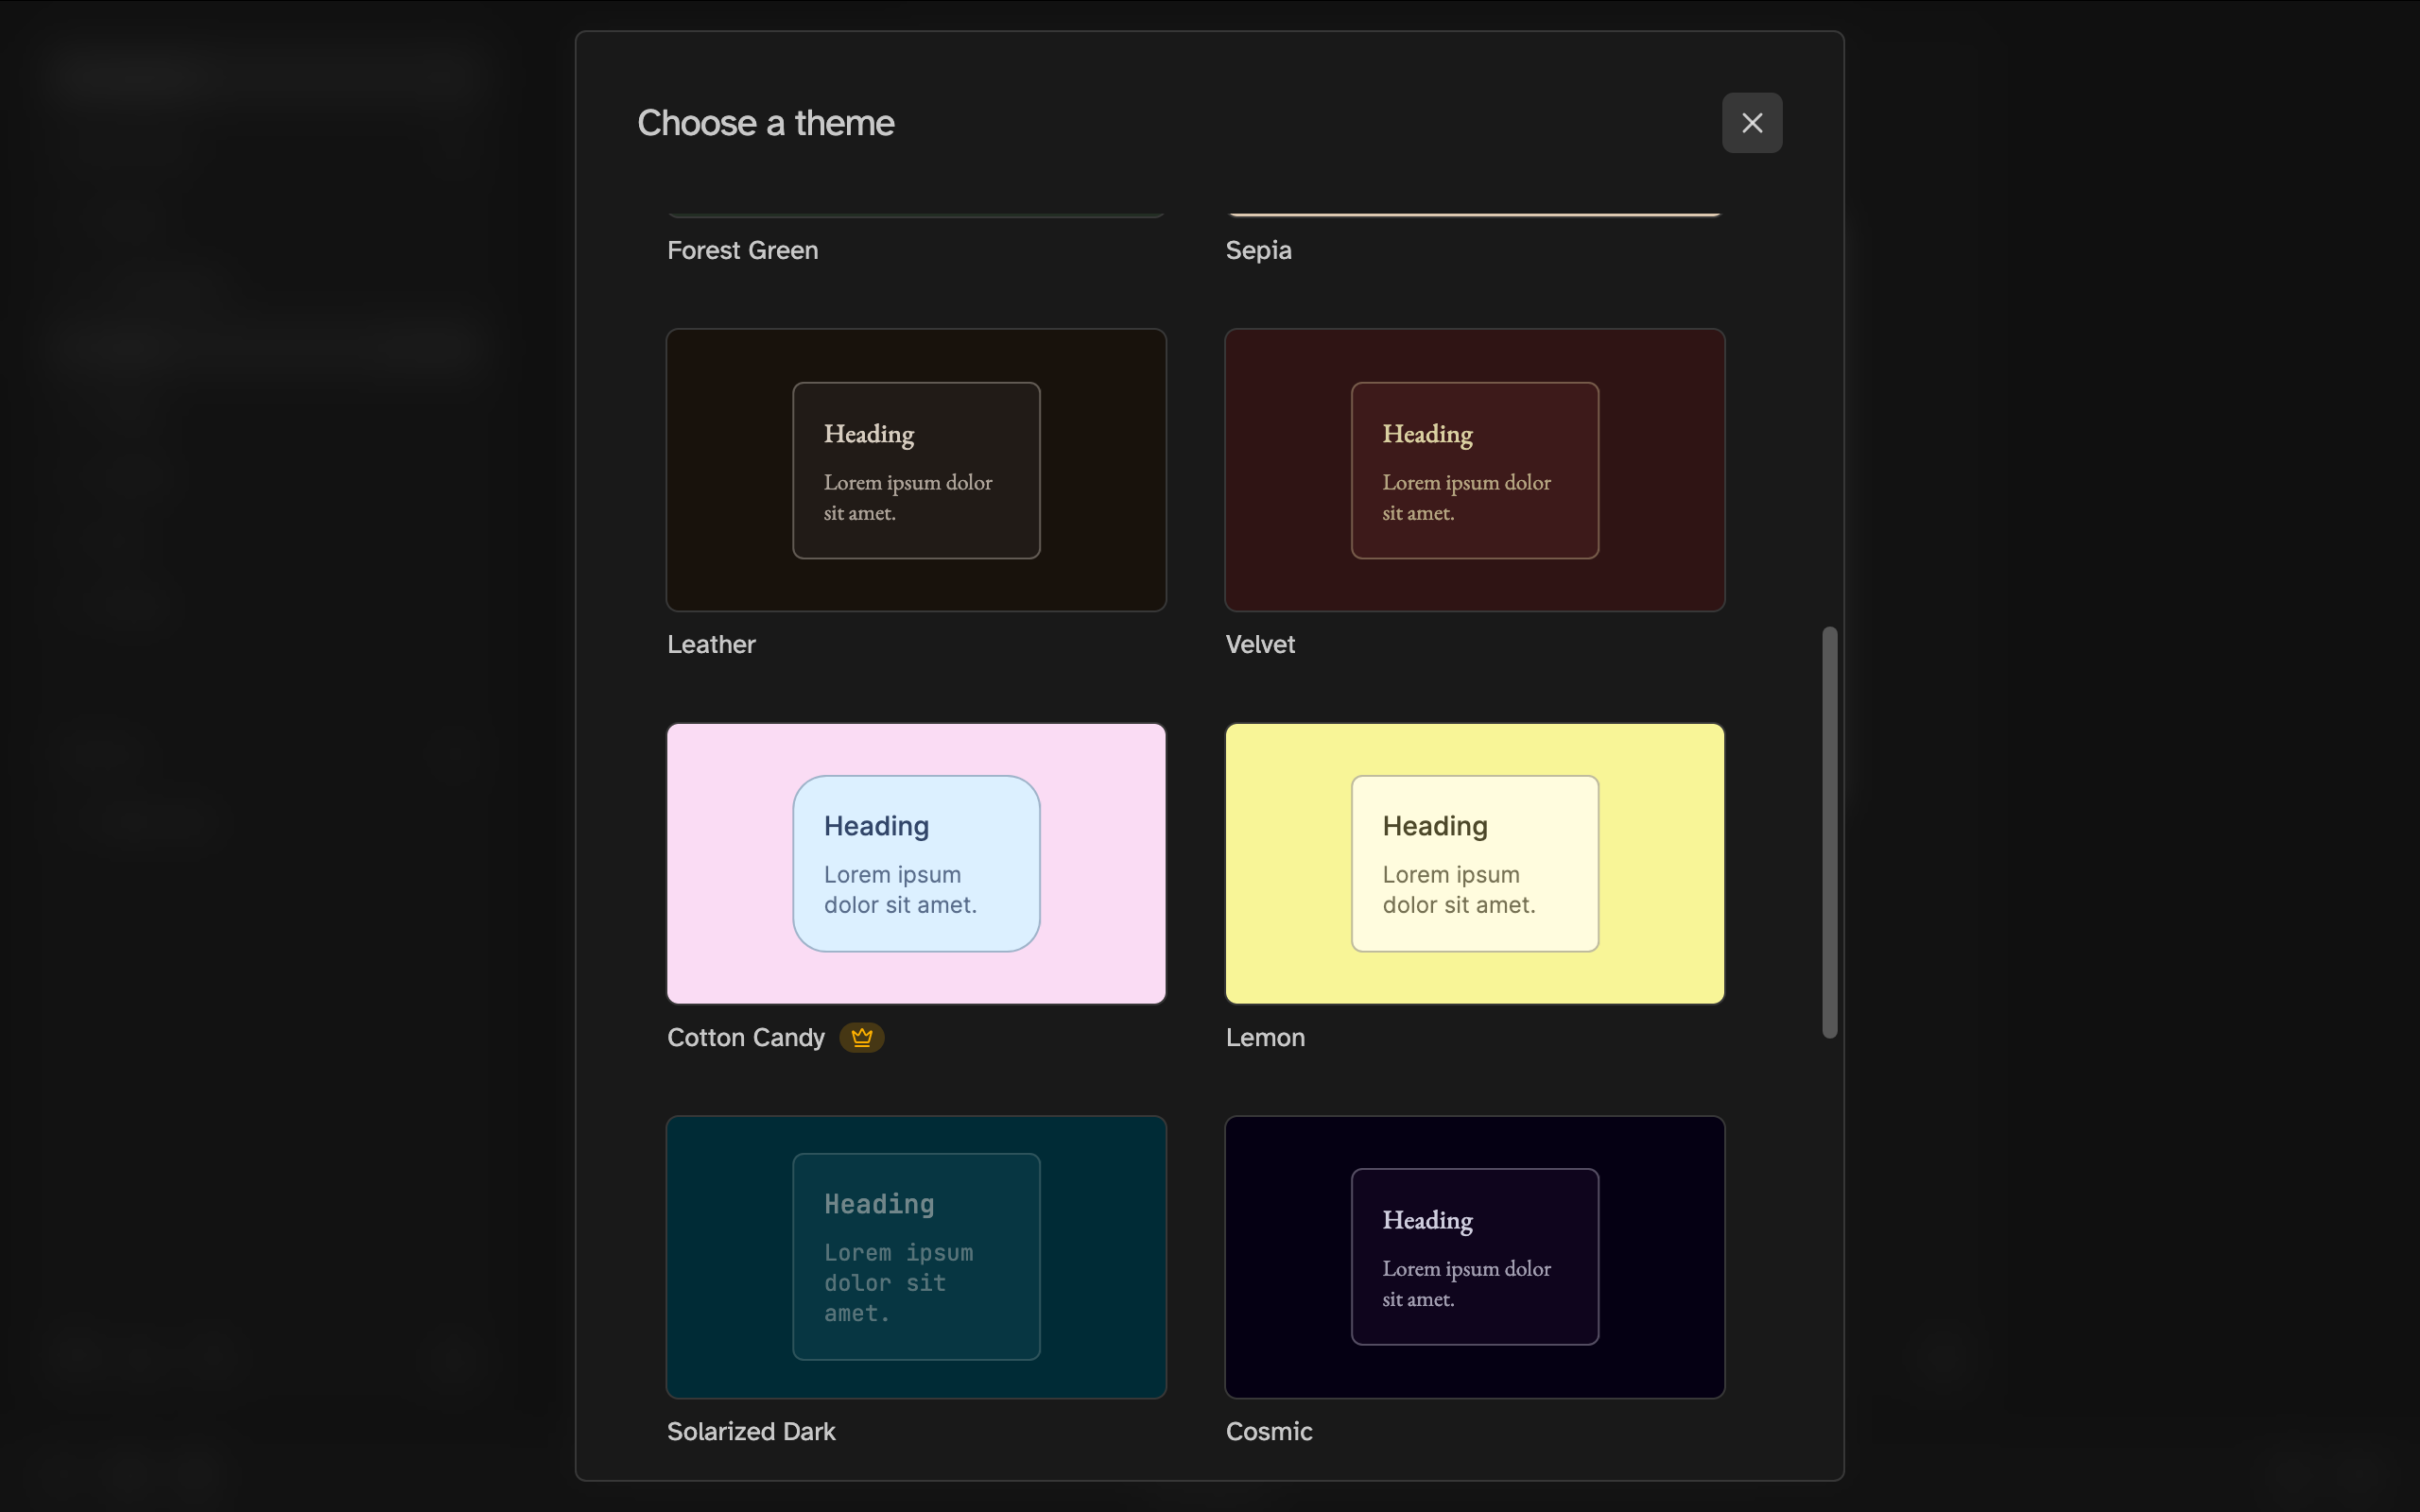 Choose a theme
Forest Green
Sepia
Heading
Lorem ipsum dolor
sit amet.
Leather
Heading
Lorem ipsum dolor
sit amet.
Velvet
Heading
Lorem ipsum
dolor sit amet.
Cotton Candy
Heading
Lorem ipsum
dolor sit amet.
Lemon
Heading
Lorem ipsum
dolor sit
amet.
Solarized Dark
Heading
Lorem ipsum dolor
sit amet.
Cosmic